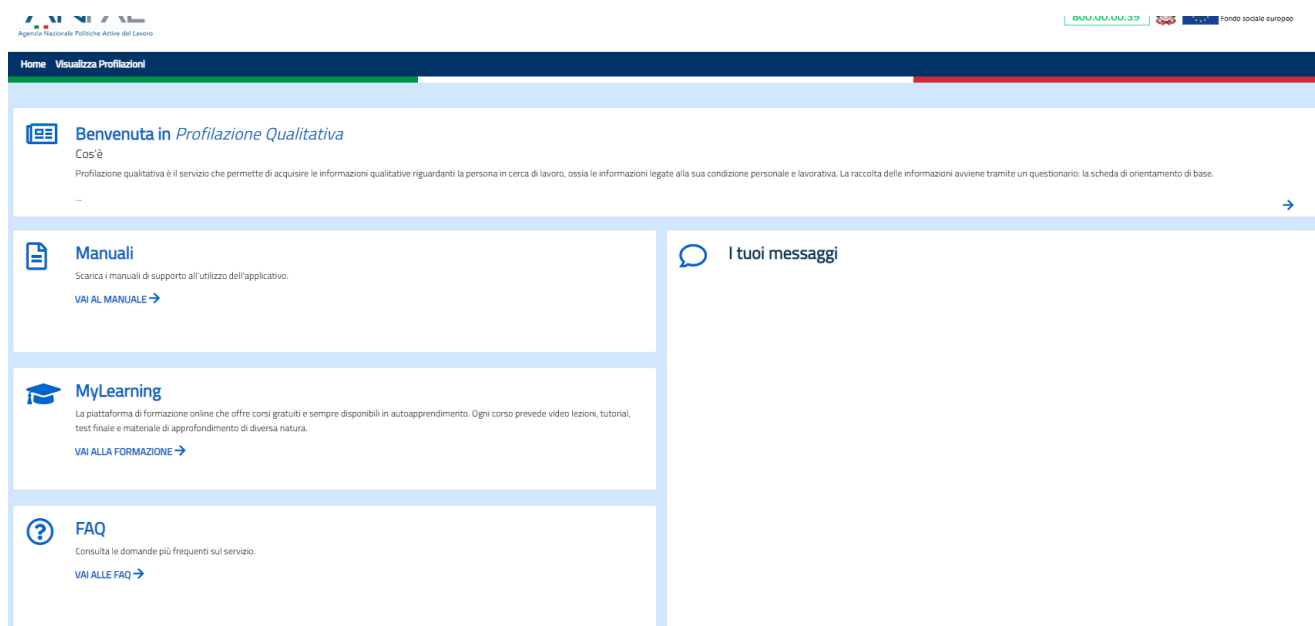 Agenzia Nazionale Politiche Attive del Lavoro
800.00.00.39
Fondo sociale europeo
Home Visualizza Profilazioni
Benvenuta in Profilazione Qualitativa
Cos'è
Profilazione qualitativa è il servizio che permette di acquisire le informazioni qualitative riguardanti la persona in cerca di lavoro, ossia le informazioni legate alla sua condizione personale e lavorativa. La raccolta delle informazioni avviene tramite un questionario: la scheda di orientamento di base.
...
Manuali
Scarica i manuali di supporto all'utilizzo dell'applicativo.
VAI AL MANUALE
MyLearning
La piattaforma di formazione online che offre corsi gratuiti e sempre disponibili in autoapprendimento. Ogni corso prevede video lezioni, tutorial,
test finale e materiale di approfondimento di diversa natura.
VAI ALLA FORMAZIONE
FAQ
Consulta le domande più frequenti sul servizio.
VAI ALLE FAQ
I tuoi messaggi